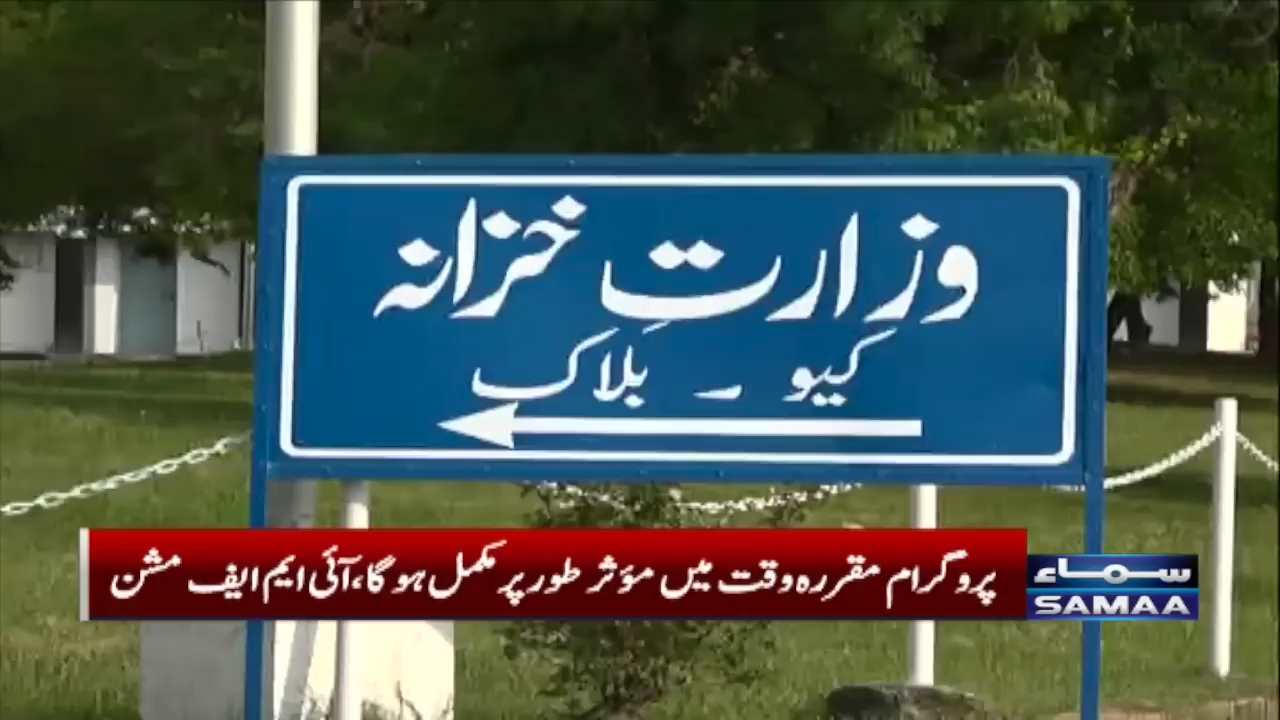 وزارتِ خزانہ
کیو - بلاک
پروگرام مقررہ وقت میں مؤثر طور پر مکمل ہوگا، آئی ایم ایف مشن
سماء
SAMAA